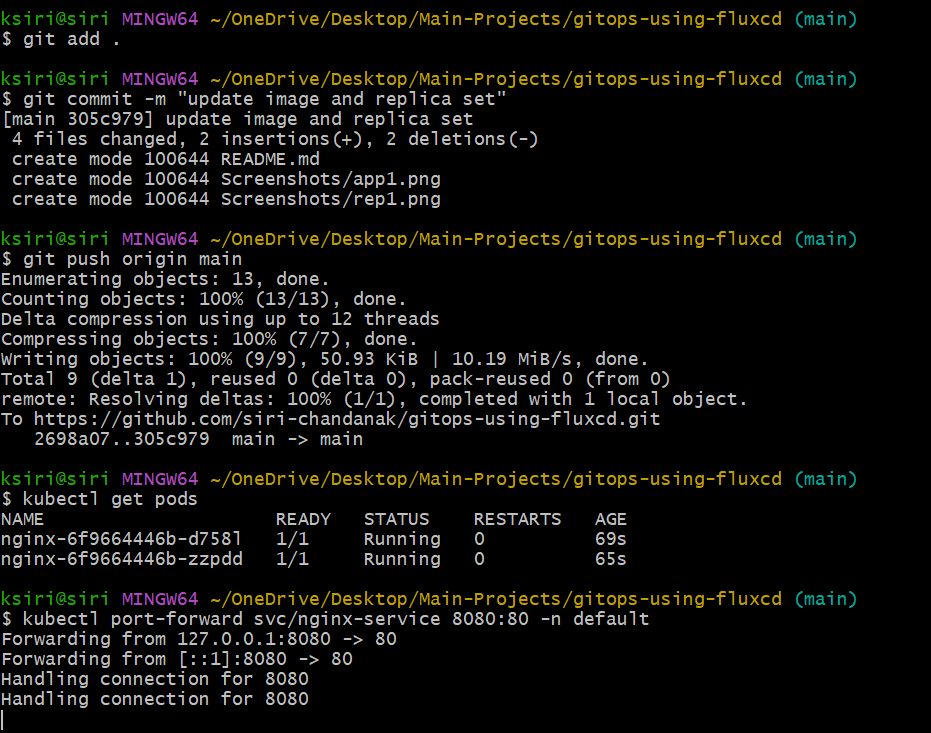 ksiri@siri MINGW64 ~/OneDrive/Desktop/Main-Projects/gitops-using-fluxcd (main)
$ git add .
ksiri@siri MINGW64 ~/OneDrive/Desktop/Main-Projects/gitops-using-fluxcd (main)
$ git commit -m "update image and replica set"
[main 305c979] update image and replica set
 4 files changed, 2 insertions(+), 2 deletions(-)
 create mode 100644 README.md
 create mode 100644 Screenshots/app1.png
 create mode 100644 Screenshots/rep1.png
ksiri@siri MINGW64 ~/OneDrive/Desktop/Main-Projects/gitops-using-fluxcd (main)
$ git push origin main
Enumerating objects: 13, done.
Counting objects: 100% (13/13), done.
Delta compression using up to 12 threads
Compressing objects: 100% (7/7), done.
Writing objects: 100% (9/9), 50.93 KiB | 10.19 MiB/s, done.
Total 9 (delta 1), reused 0 (delta 0), pack-reused 0 (from 0)
remote: Resolving deltas: 100% (1/1), completed with 1 local object.
To https://github.com/siri-chandanak/gitops-using-fluxcd.git
   2698a07..305c979  main -> main
ksiri@siri MINGW64 ~/OneDrive/Desktop/Main-Projects/gitops-using-fluxcd (main)
$ kubectl get pods
NAME                     READY   STATUS    RESTARTS   AGE
nginx-6f9664446b-d758l   1/1     Running   0          69s
nginx-6f9664446b-zzpdd   1/1     Running   0          65s
ksiri@siri MINGW64 ~/OneDrive/Desktop/Main-Projects/gitops-using-fluxcd (main)
$ kubectl port-forward svc/nginx-service 8080:80 -n default
Forwarding from 127.0.0.1:8080 -> 80
Forwarding from [::1]:8080 -> 80
Handling connection for 8080
Handling connection for 8080